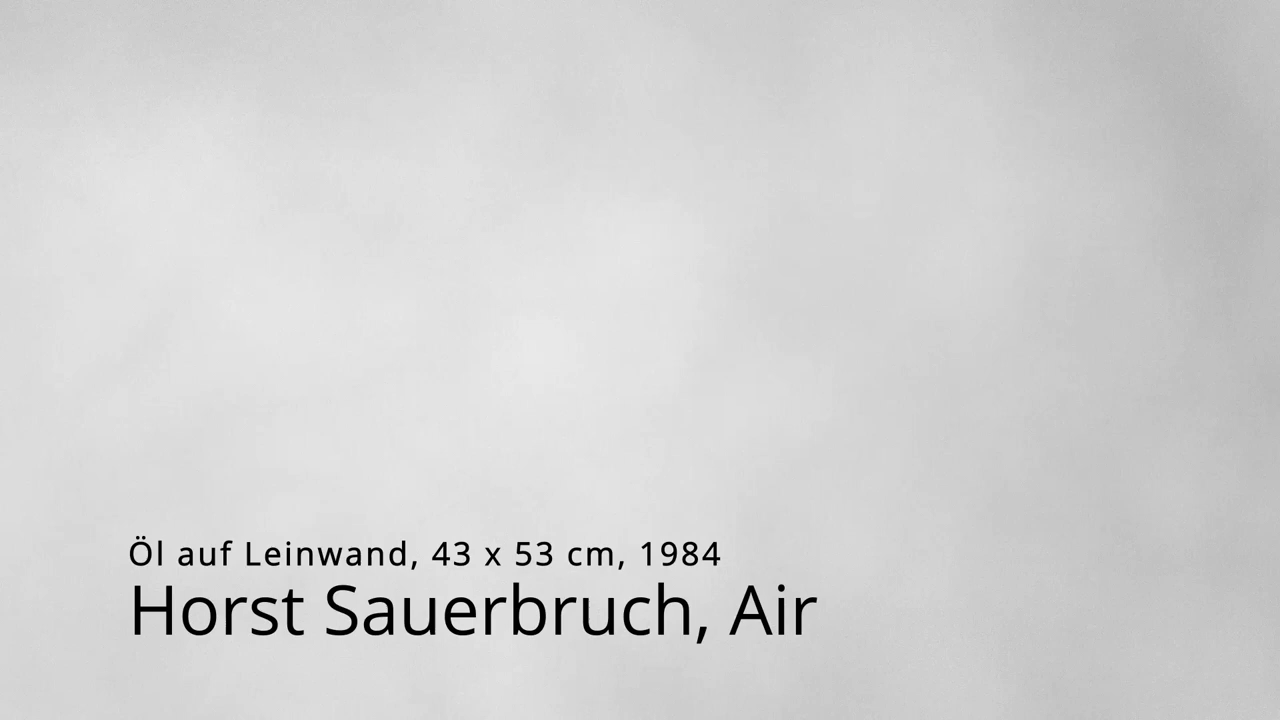 Öl auf Leinwand, 43 x 53 cm, 1984
Horst Sauerbruch, Air